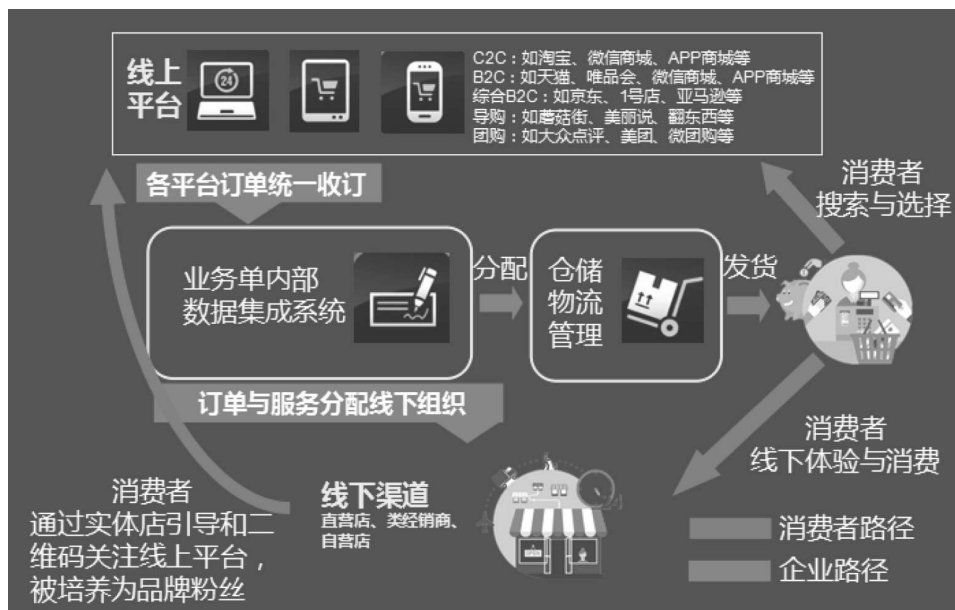 线上
平台
24
C2C：如淘宝、微信商城、APP商城等
B2C：如天猫、唯品会、微信商城、APP商城等
综合B2C：如京东、1号店、亚马逊等
导购：如蘑菇街、美丽说、翻东西等
团购：如大众点评、美团、微团购等
各平台订单统一收订
消费者
搜索与选择
业务单内部
数据集成系统
分配
仓储
物流
管理
发货
订单与服务分配线下组织
消费者
线下体验与消费
消费者
通过实体店引导和二
维码关注线上平台，
被培养为品牌粉丝
线下渠道
直营店、类经销商、
自营店
OPEN
消费者路径
企业路径